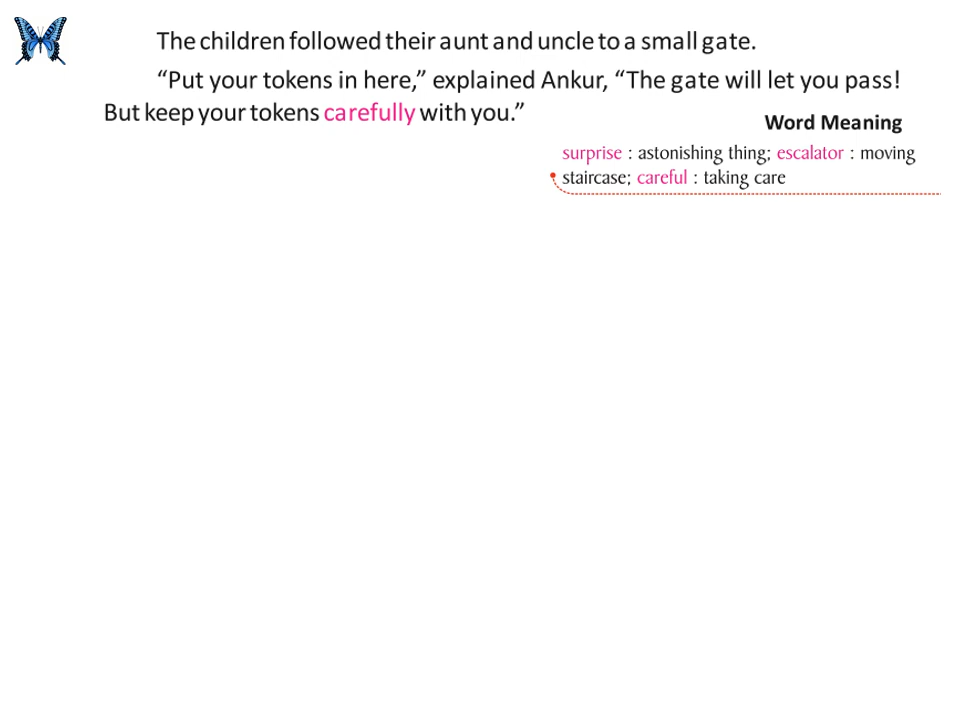 The children followed their aunt and uncle to a small gate.
“Put your tokens in here,” explained Ankur, “The gate will let you pass!
But keep your tokens carefully with you.”
Word Meaning
surprise : astonishing thing; escalator : moving
staircase; careful : taking care